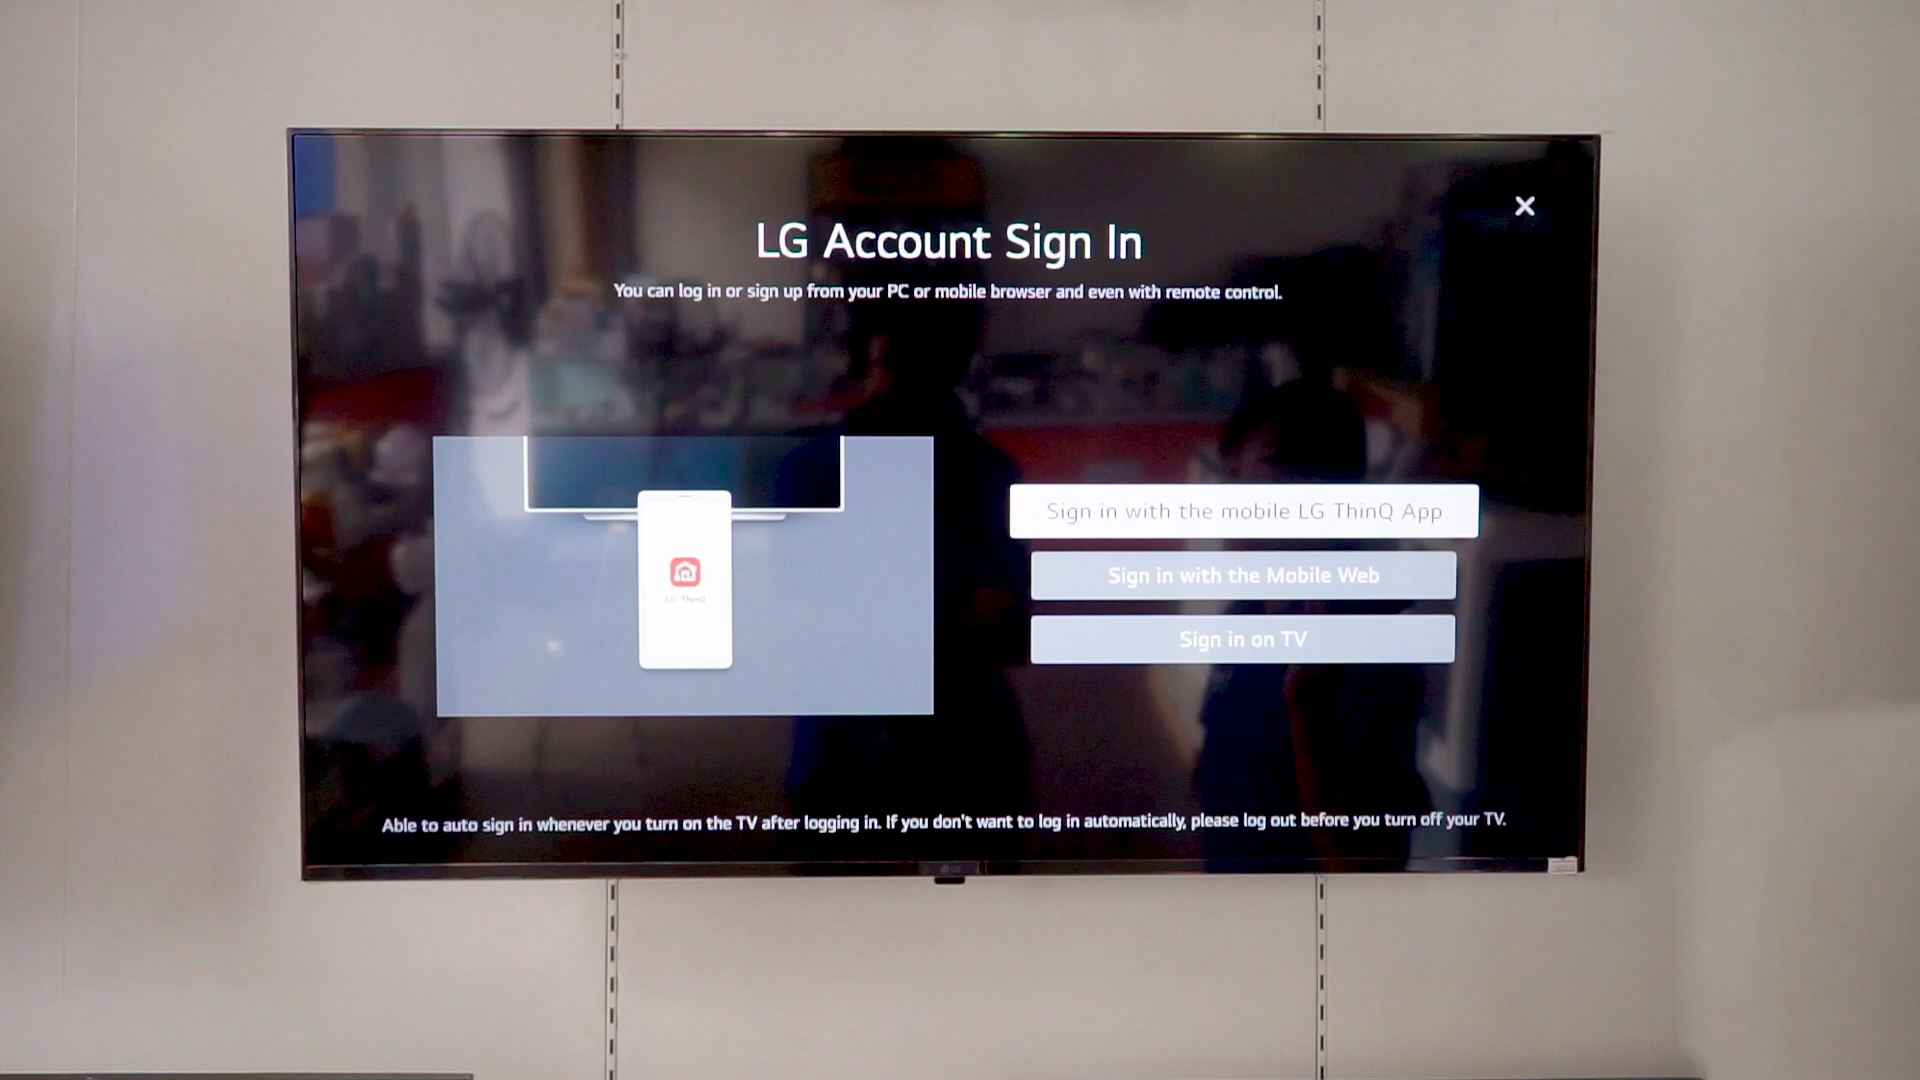 LG Account Sign In
You can log in or sign up from your PC or mobile browser and even with remote control.
Sign in with the mobile LG ThinQ App
LG ThinQ
Sign in with the Mobile Web
Sign in on TV
Able to auto sign in whenever you turn on the TV after logging in. If you don't want to log in automatically, please log out before you turn off your TV.
LG